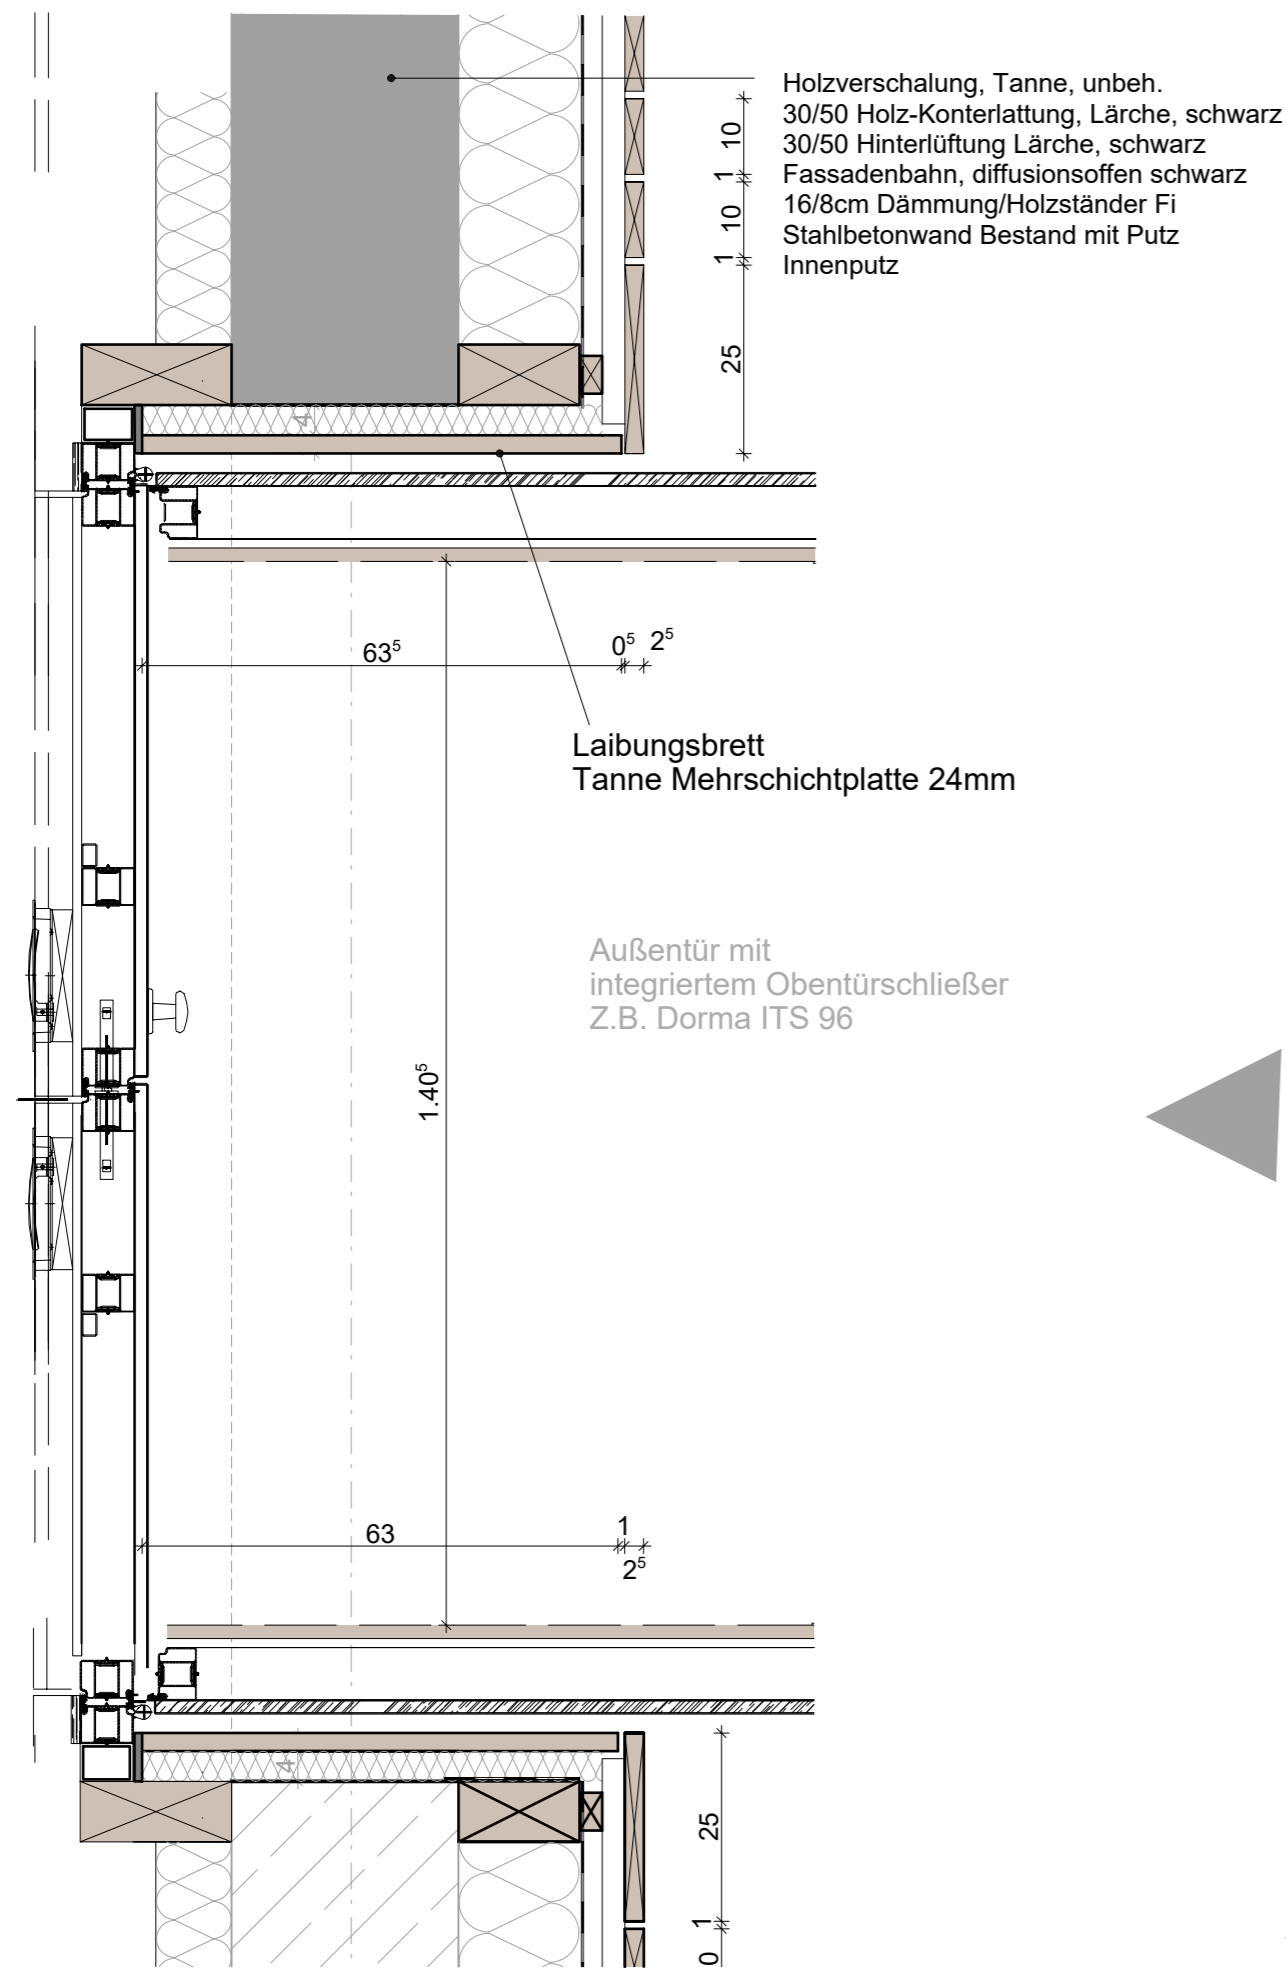 Holzverschalung, Tanne, unbeh.
30/50 Holz-Konterlattung, Lärche, schwarz
30/50 Hinterlüftung Lärche, schwarz
Fassadenbahn, diffusionsoffen schwarz
16/8cm Dämmung/Holzständer Fi
Stahlbetonwand Bestand mit Putz
Innenputz
10
1
10
1
25
4
63⁵
0⁵ 2⁵
Laibungsbrett
Tanne Mehrschichtplatte 24mm
Außentür mit
integriertem Obentürschließer
Z.B. Dorma ITS 96
1.40⁵
63
1
2⁵
4
25
1
0